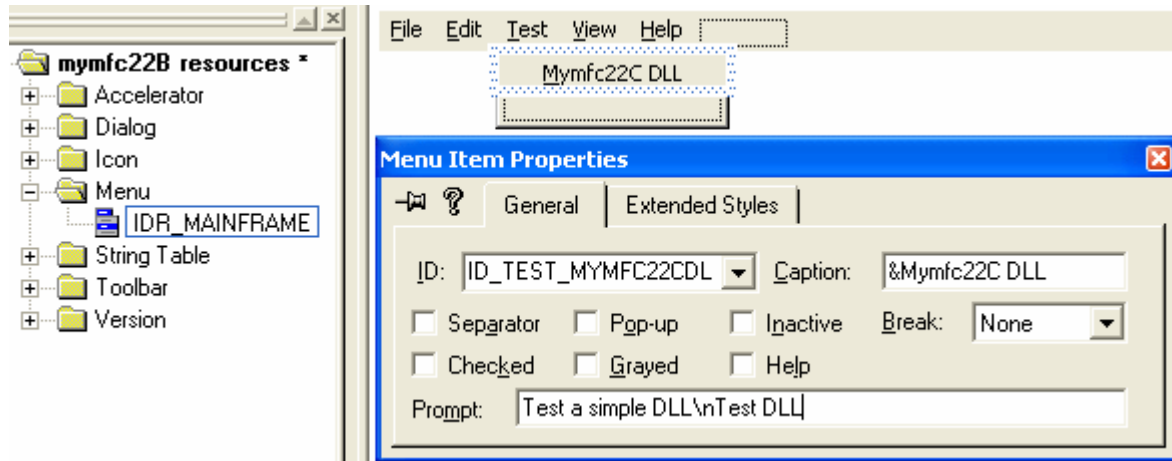 mymfc22B resources *
Accelerator
Dialog
Icon
Menu
IDR_MAINFRAME
String Table
Toolbar
Version
File Edit Test View Help
Mymfc22C DLL
Menu Item Properties
General Extended Styles
ID: ID_TEST_MYMFC22CDL Caption: &Mymfc22C DLL
Separator Pop-up Inactive Break: None
Checked Grayed Help
Prompt: Test a simple DLL\nTest DLL